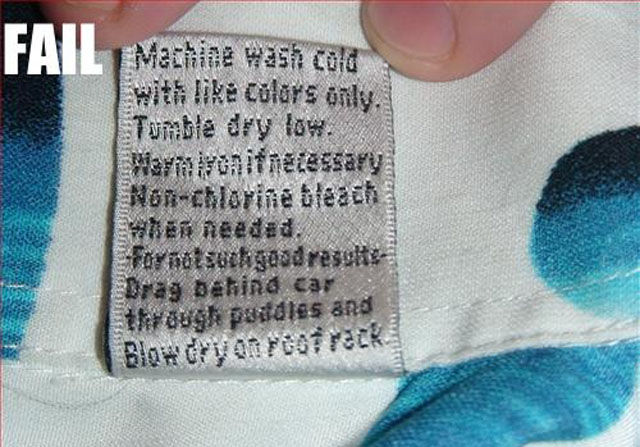 FAIL
Machine wash cold
with like colors only.
Tumble dry low.
Warm iron if necessary
Non-chlorine bleach
when needed.
-For not such good results-
Drag behind car
through puddles and
Blow dry on roof rack